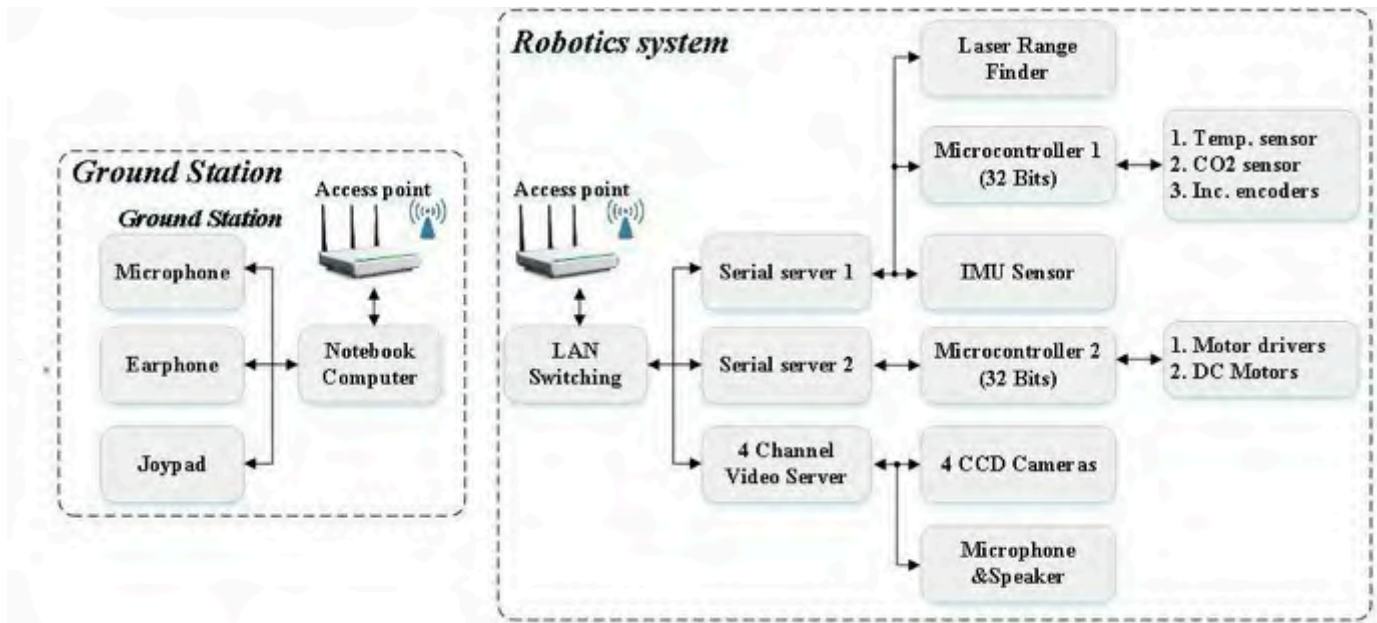 Ground Station
Ground Station
Access point
Microphone
Earphone
Joypad
Notebook
Computer
Robotics system
Access point
LAN
Switching
Serial server 1
Serial server 2
4 Channel
Video Server
Laser Range
Finder
Microcontroller 1
(32 Bits)
IMU Sensor
Microcontroller 2
(32 Bits)
4 CCD Cameras
Microphone
&Speaker
1. Temp. sensor
2. CO2 sensor
3. Inc. encoders
1. Motor drivers
2. DC Motors